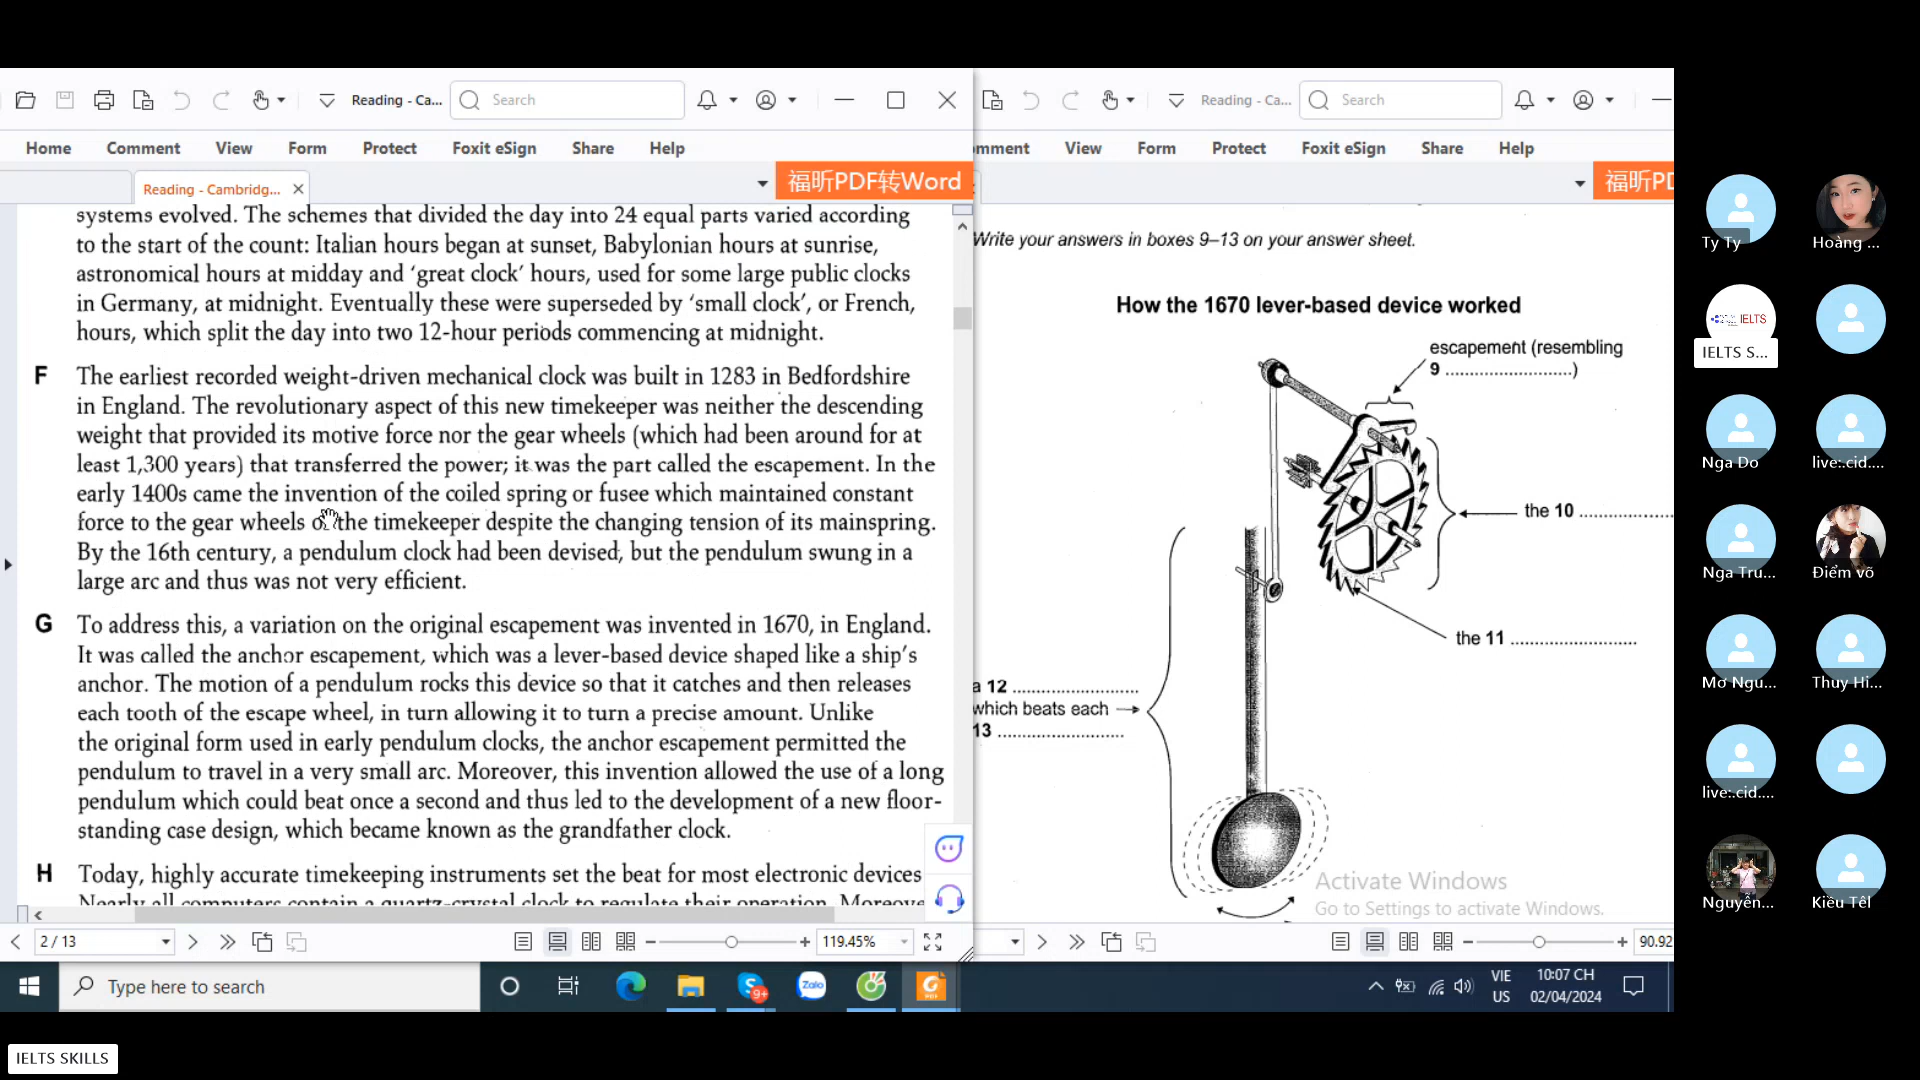 Reading - Ca...
Search
Reading - Ca...
Search
Home
Comment
View
Form
Protect
Foxit eSign
Share
Help
mment
View
Form
Protect
Foxit eSign
Share
Help
Reading - Cambridg...
福昕PDF转Word
福昕PD
systems evolved. The schemes that divided the day into 24 equal parts varied according
to the start of the count: Italian hours began at sunset, Babylonian hours at sunrise,
astronomical hours at midday and ‘great clock’ hours, used for some large public clocks
in Germany, at midnight. Eventually these were superseded by ‘small clock’, or French,
hours, which split the day into two 12-hour periods commencing at midnight.
F The earliest recorded weight-driven mechanical clock was built in 1283 in Bedfordshire
in England. The revolutionary aspect of this new timekeeper was neither the descending
weight that provided its motive force nor the gear wheels (which had been around for at
least 1,300 years) that transferred the power; it was the part called the escapement. In the
early 1400s came the invention of the coiled spring or fusee which maintained constant
force to the gear wheels of the timekeeper despite the changing tension of its mainspring.
By the 16th century, a pendulum clock had been devised, but the pendulum swung in a
large arc and thus was not very efficient.
G To address this, a variation on the original escapement was invented in 1670, in England.
It was called the anchor escapement, which was a lever-based device shaped like a ship's
anchor. The motion of a pendulum rocks this device so that it catches and then releases
each tooth of the escape wheel, in turn allowing it to turn a precise amount. Unlike
the original form used in early pendulum clocks, the anchor escapement permitted the
pendulum to travel in a very small arc. Moreover, this invention allowed the use of a long
pendulum which could beat once a second and thus led to the development of a new floor-
standing case design, which became known as the grandfather clock.
H Today, highly accurate timekeeping instruments set the beat for most electronic devices
Nearly all computers contain a quartz-crystal clock to regulate their operation. Moreove
Write your answers in boxes 9–13 on your answer sheet.
How the 1670 lever-based device worked
escapement (resembling
9 ........................)
the 10 ..................
the 11 ........................
a 12 ........................
which beats each
13 ........................
Activate Windows
Go to Settings to activate Windows.
2 / 13
119.45%
90.92
Type here to search
9+
Zalo
PDF
VIE
US
10:07 CH
02/04/2024
Ty Ty
Hoàng ...
IELTS
IELTS S...
Nga Do
live:.cid....
Nga Tru...
Điểm võ
Mơ Ngu...
Thuy Hi...
live:.cid....
Nguyễn...
Kiều Têl
IELTS SKILLS